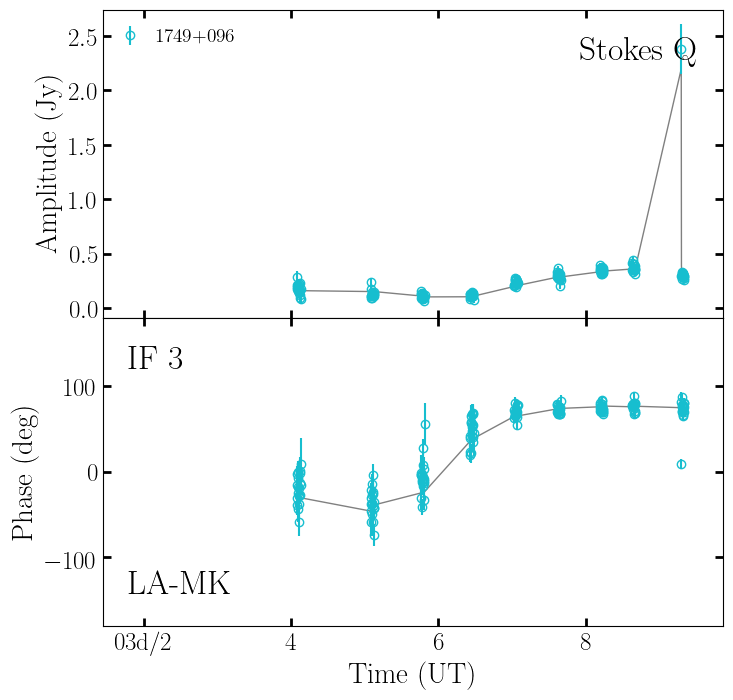 1749+096
Stokes Q
2.5
2.0
1.5
1.0
0.5
0.0
Amplitude (Jy)
IF 3
100
0
−100
Phase (deg)
LA-MK
03d/2 4 6 8
Time (UT)